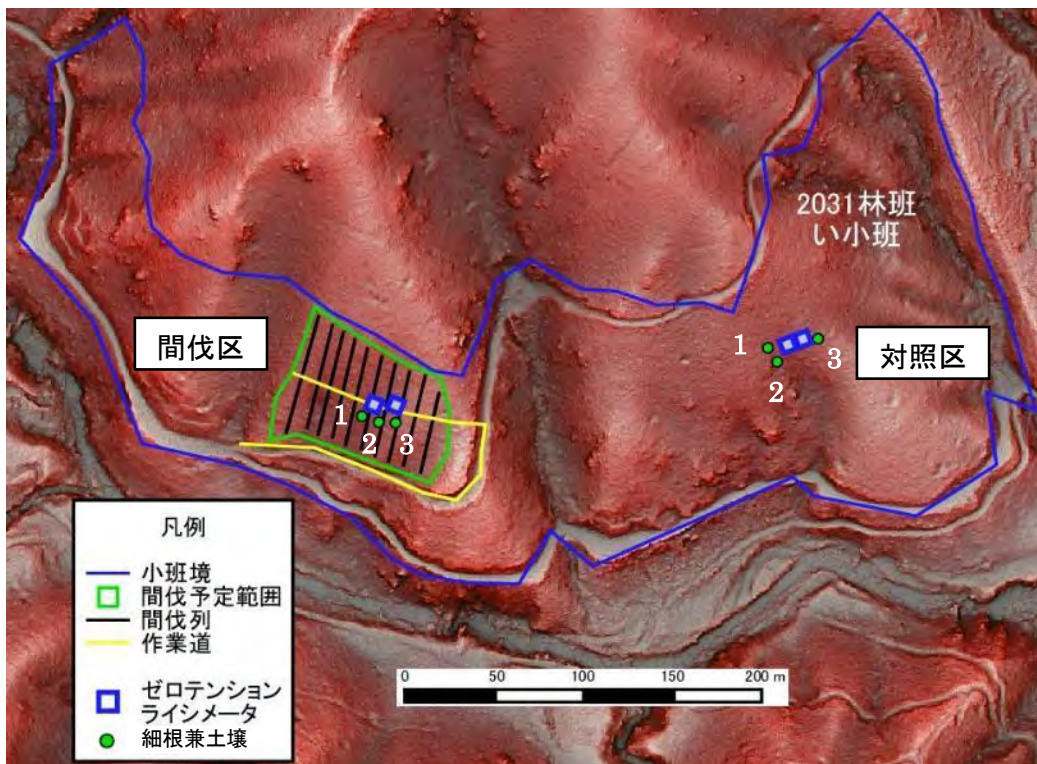 2031林班
い小班
間伐区
対照区
1
2
3
1
2
3
凡例
小班境
間伐予定範囲
間伐列
作業道
ゼロテンション
ライシメータ
細根兼土壌
0 50 100 150 200 m